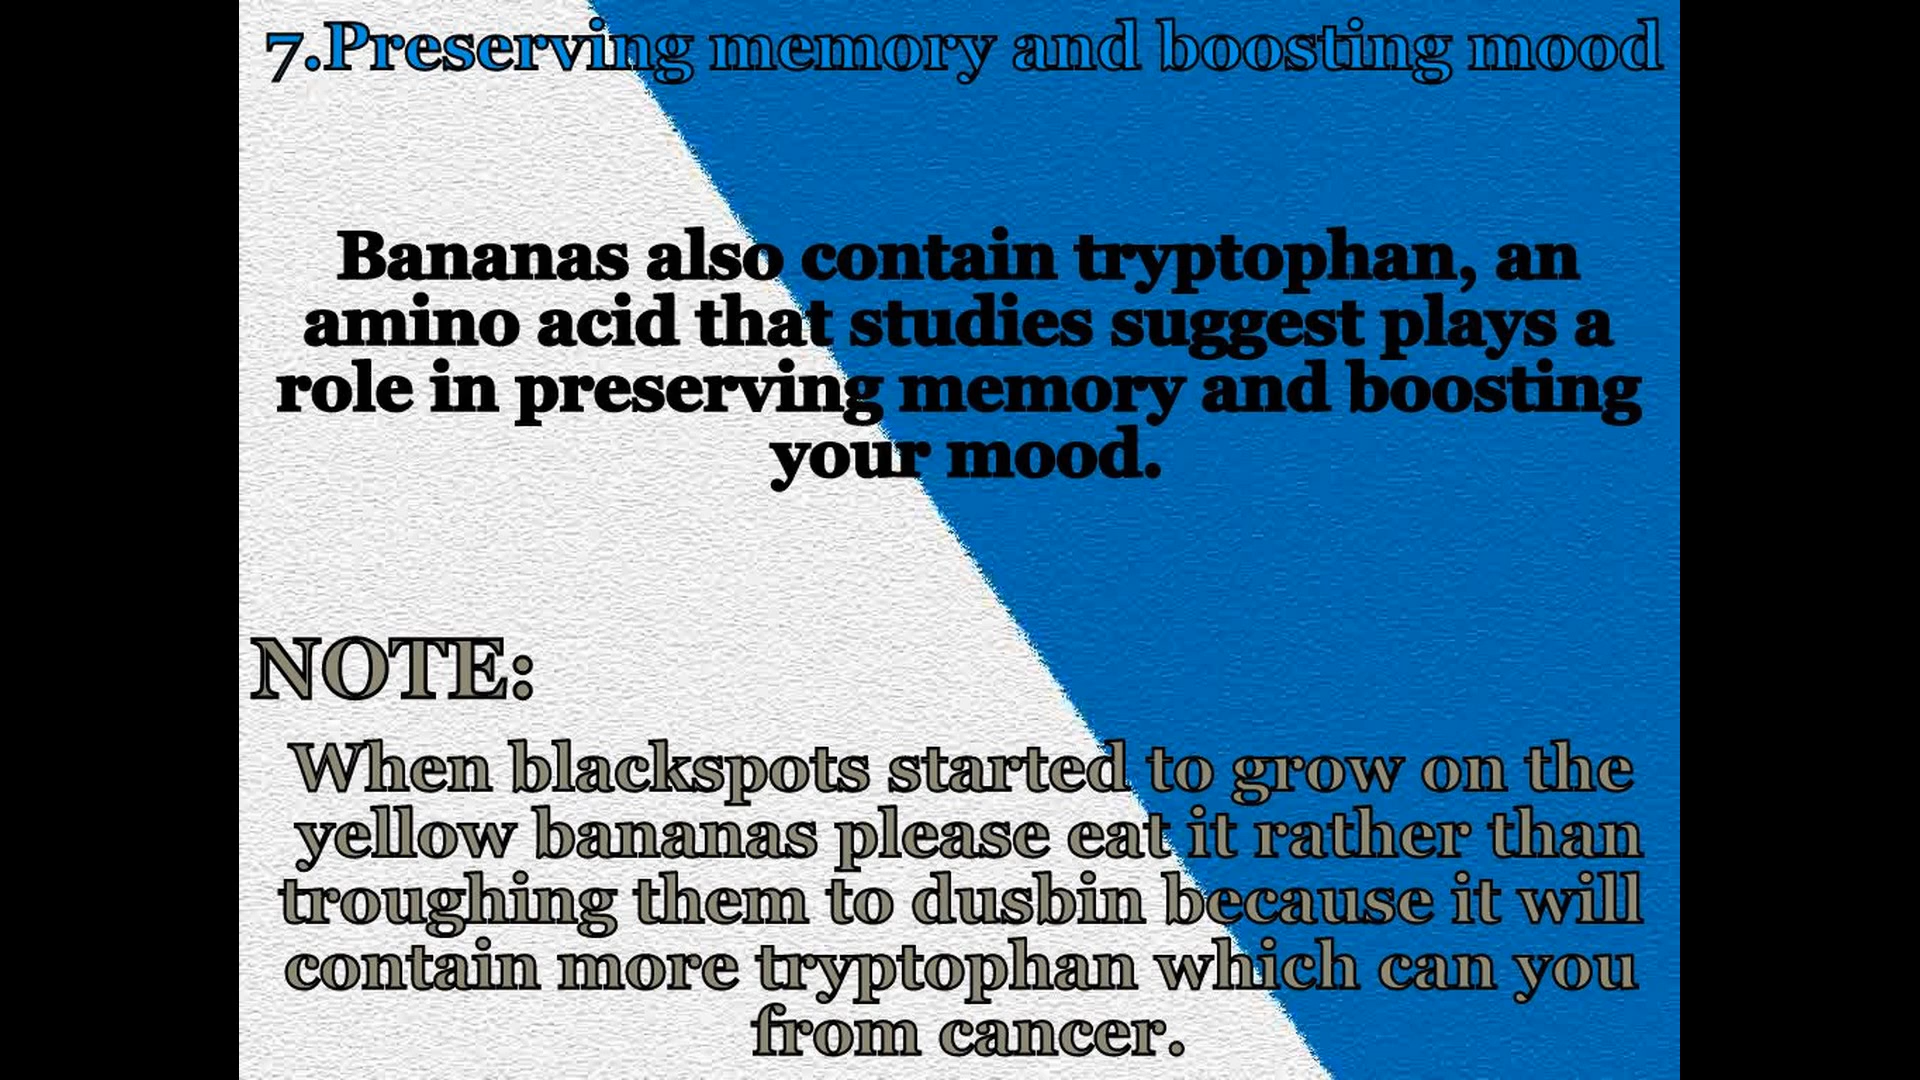 7.Preserving memory and boosting mood
Bananas also contain tryptophan, an
amino acid that studies suggest plays a
role in preserving memory and boosting
your mood.
NOTE:
When blackspots started to grow on the
yellow bananas please eat it rather than
troughing them to dusbin because it will
contain more tryptophan which can you
from cancer.